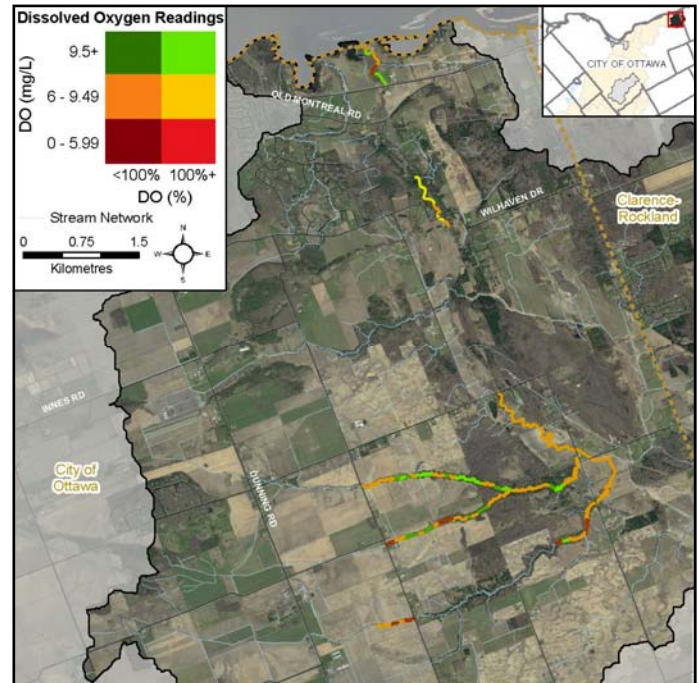 Dissolved Oxygen Readings
DO (mg/L)
9.5+
6 - 9.49
0 - 5.99
<100% 100%+
DO (%)
Stream Network
0 0.75 1.5
Kilometres
N
W E
S
CITY OF OTTAWA
OLD MONTREAL RD
WILHAVEN DR
Clarence-
Rockland
INNES RD
City of
Ottawa
DUNNING RD